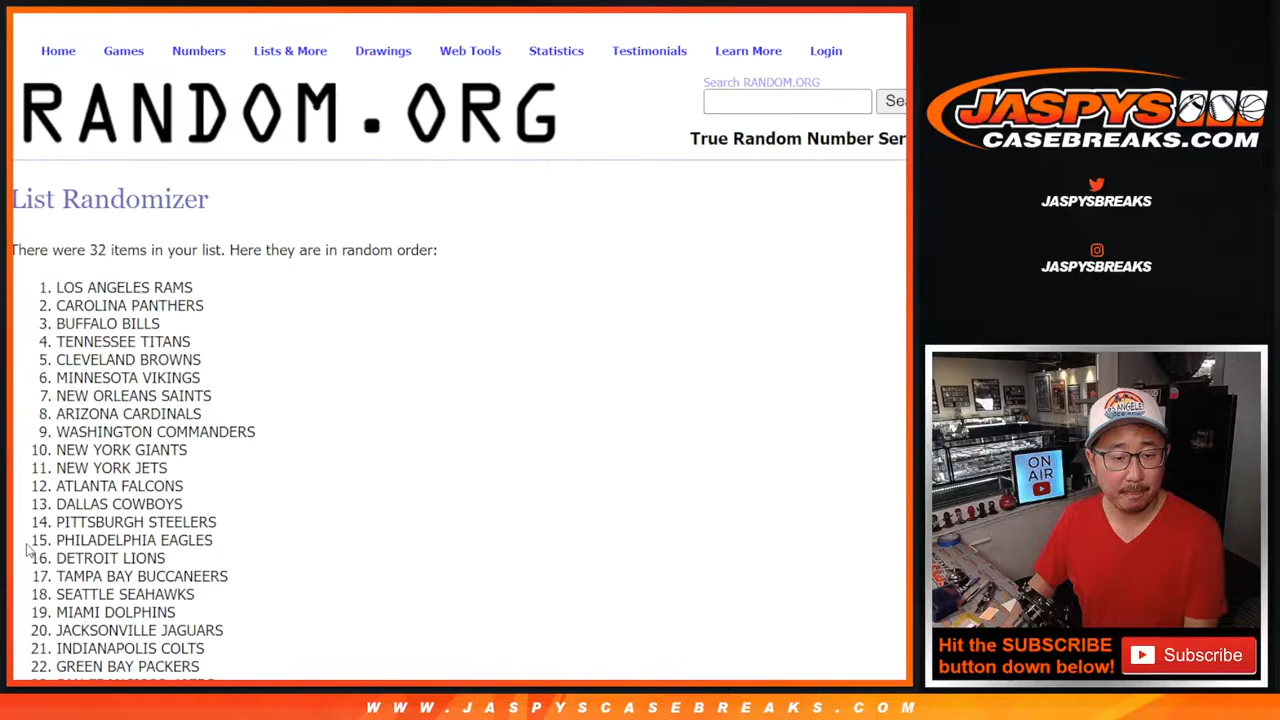 Home Games Numbers Lists & More Drawings Web Tools Statistics Testimonials Learn More Login
RANDOM.ORG
Search RANDOM.ORG
Sea
True Random Number Ser
List Randomizer
There were 32 items in your list. Here they are in random order:
1. LOS ANGELES RAMS
2. CAROLINA PANTHERS
3. BUFFALO BILLS
4. TENNESSEE TITANS
5. CLEVELAND BROWNS
6. MINNESOTA VIKINGS
7. NEW ORLEANS SAINTS
8. ARIZONA CARDINALS
9. WASHINGTON COMMANDERS
10. NEW YORK GIANTS
11. NEW YORK JETS
12. ATLANTA FALCONS
13. DALLAS COWBOYS
14. PITTSBURGH STEELERS
15. PHILADELPHIA EAGLES
16. DETROIT LIONS
17. TAMPA BAY BUCCANEERS
18. SEATTLE SEAHAWKS
19. MIAMI DOLPHINS
20. JACKSONVILLE JAGUARS
21. INDIANAPOLIS COLTS
22. GREEN BAY PACKERS
JASPYS
CASEBREAKS.COM
JASPYSBREAKS
JASPYSBREAKS
ON
AIR
Hit the SUBSCRIBE
button down below!
Subscribe
WWW.JASPYSCASEBREAKS.COM